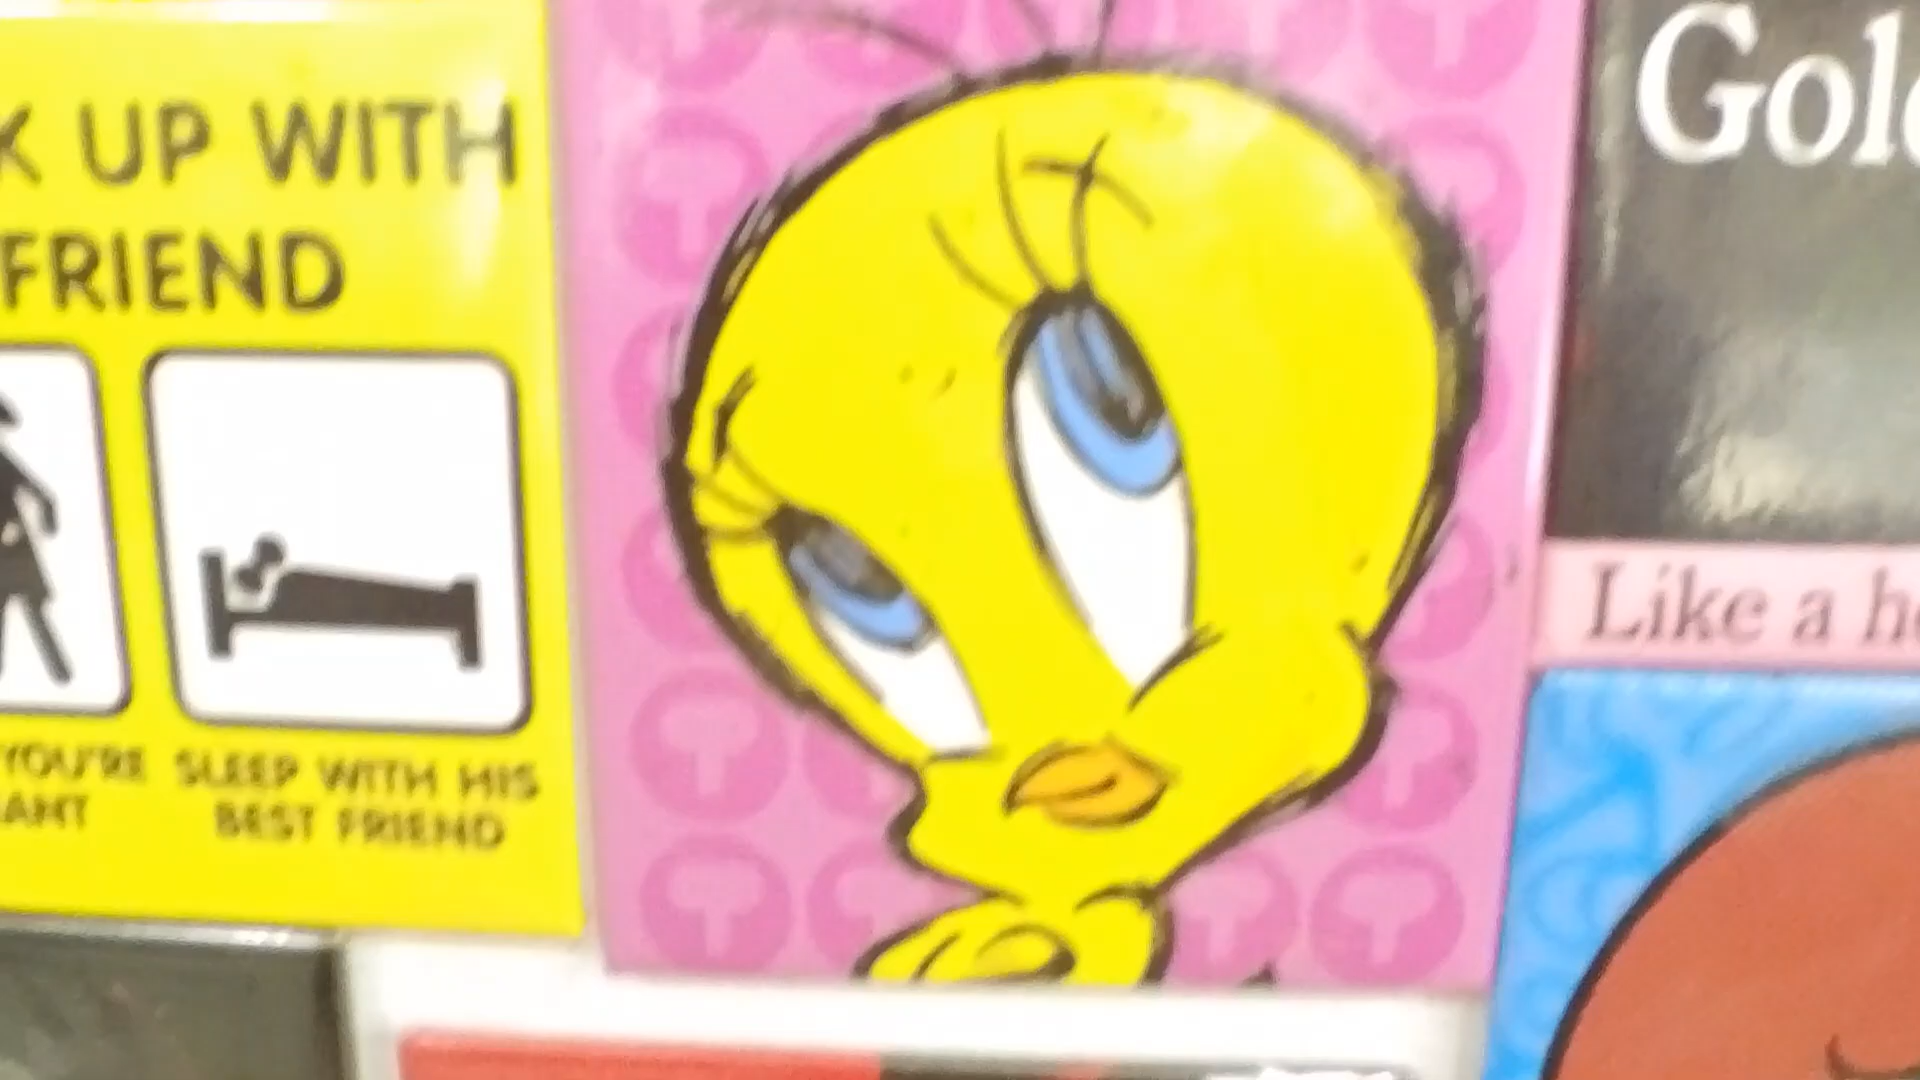 K UP WITH
FRIEND
YOU'RE
ANT
SLEEP WITH HIS
BEST FRIEND
Gol
Like a h